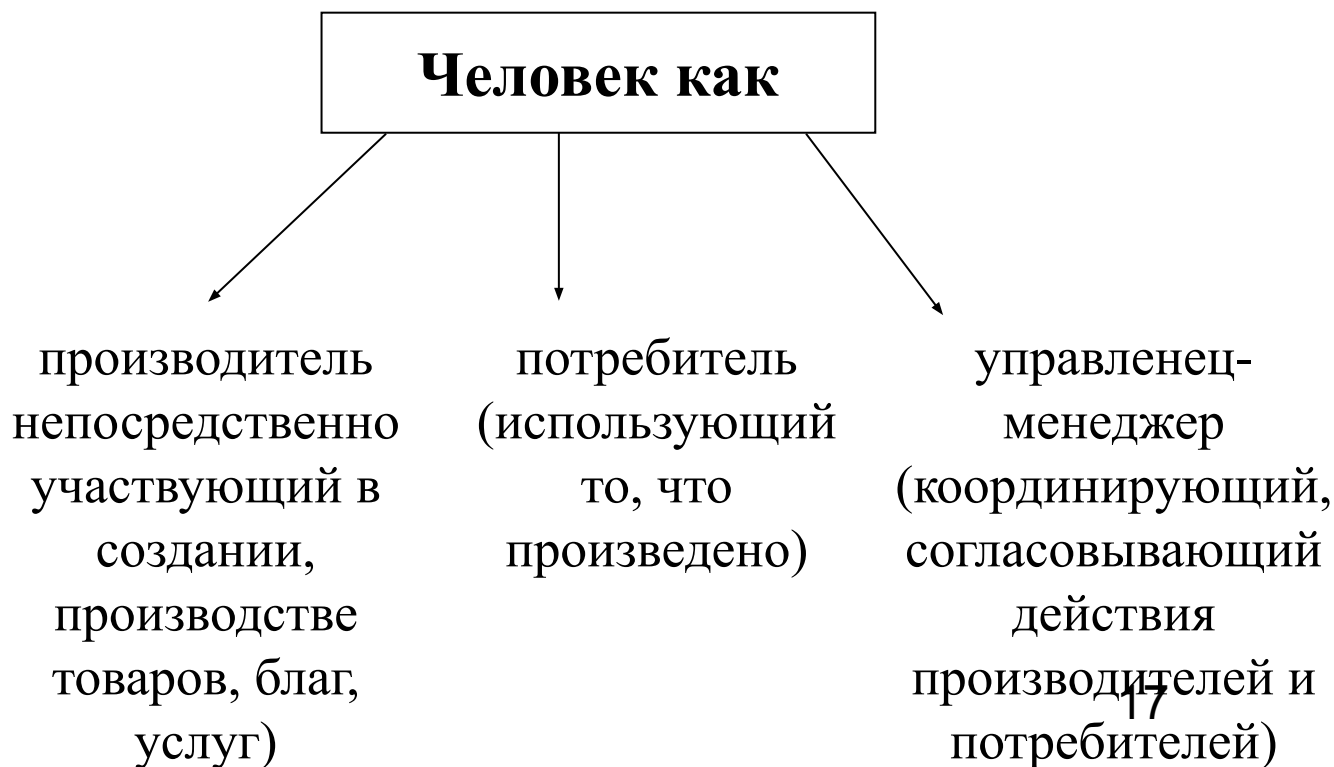 Человек как
производитель
непосредственно
участвующий в
создании,
производстве
товаров, благ,
услуг)
потребитель
(использующий
то, что
произведено)
управленец-
менеджер
(координирующий,
согласовывающий
действия
производителей и
потребителей)
17